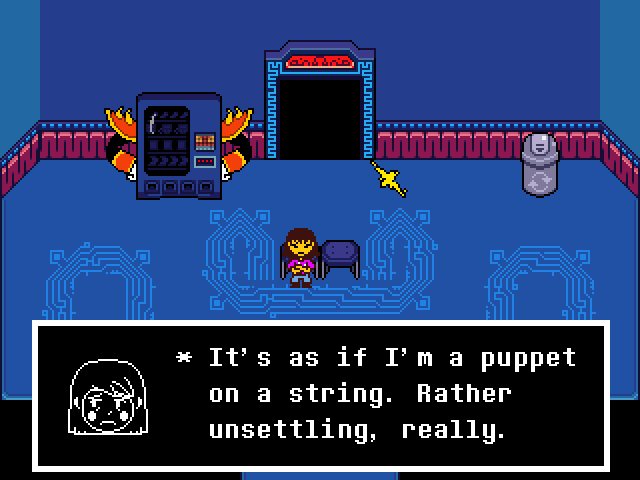 * It's as if I'm a puppet
on a string. Rather
unsettling, really.